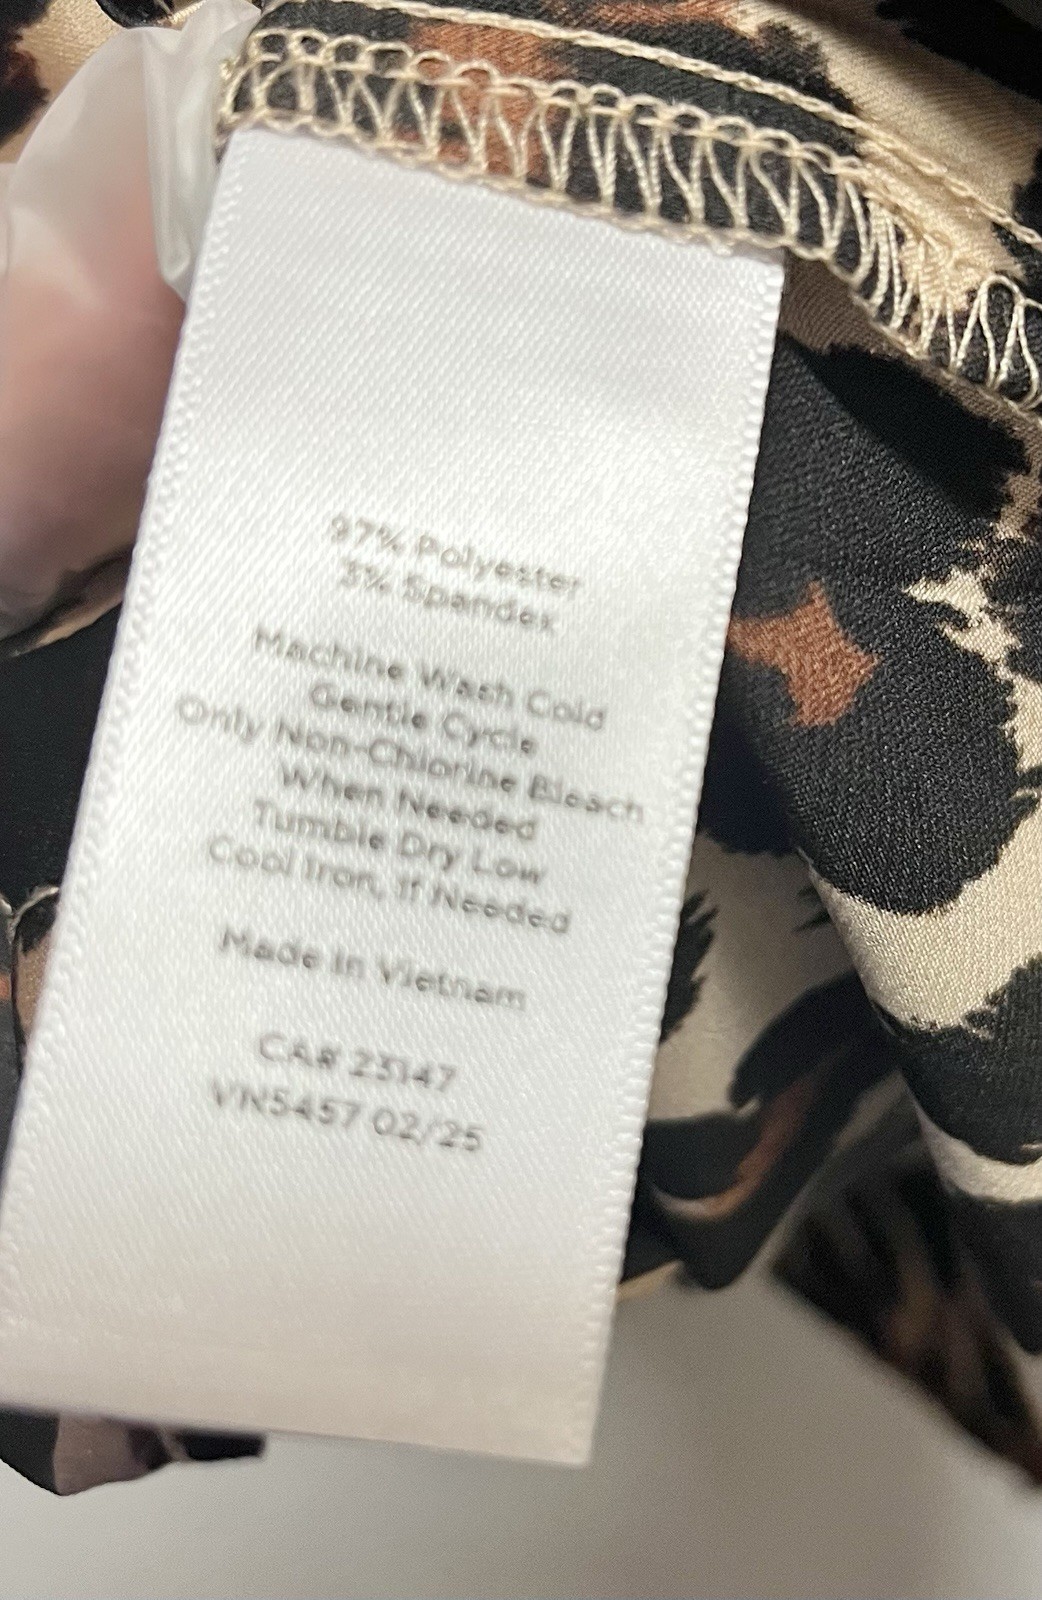 97% Polyester
3% Spandex
Machine Wash Cold
Gentle Cycle
Only Non-Chlorine Bleach
When Needed
Tumble Dry Low
Cool Iron, If Needed
Made in Vietnam
CA# 23147
VN5457 02/25